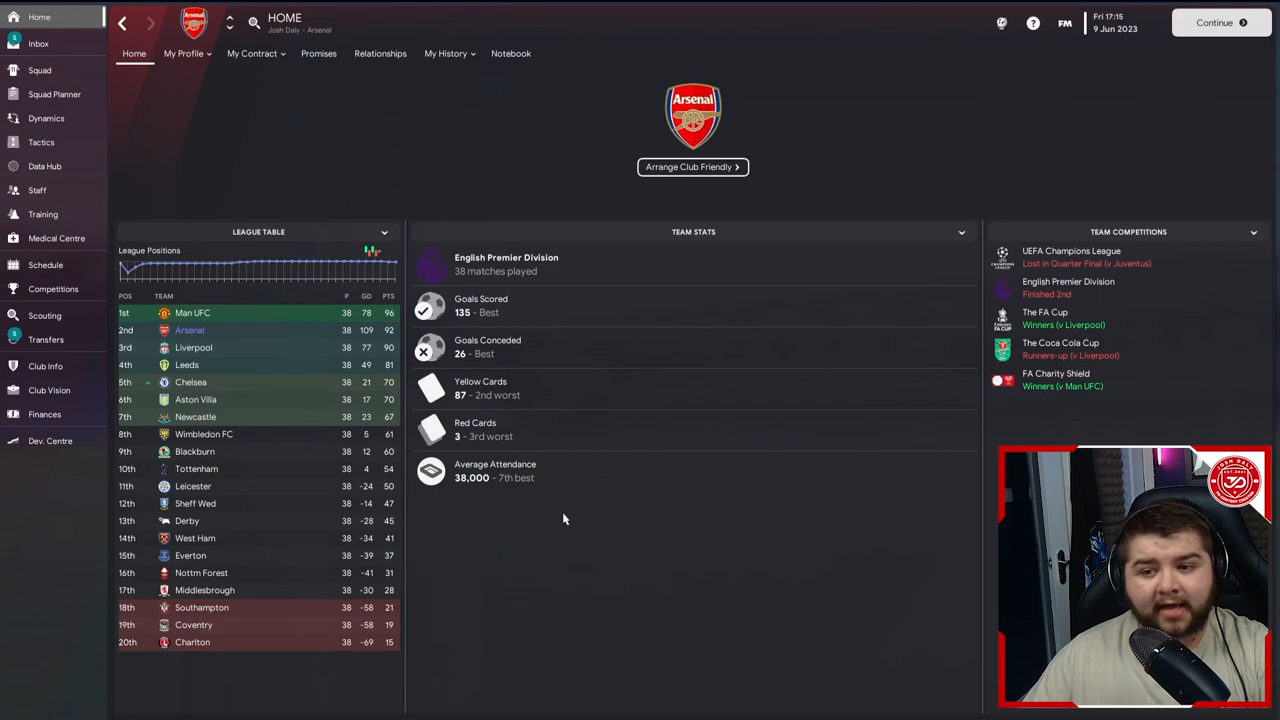 Home
Arsenal
HOME
Josh Daly - Arsenal
FM
Fri 17:15
9 Jun 2023
Continue
5
Inbox
Home
My Profile
My Contract
Promises
Relationships
My History
Notebook
Squad
Squad Planner
Dynamics
Tactics
Data Hub
Staff
Training
Medical Centre
Schedule
Competitions
Scouting
5
Transfers
Club Info
Club Vision
Finances
Dev. Centre
Arsenal
Arrange Club Friendly
LEAGUE TABLE
League Positions
POS TEAM P GD PTS
1st Man UFC 38 78 96
2nd Arsenal 38 109 92
3rd Liverpool 38 77 90
4th Leeds 38 49 81
5th Chelsea 38 21 70
6th Aston Villa 38 17 70
7th Newcastle 38 23 67
8th Wimbledon FC 38 5 61
9th Blackburn 38 12 60
10th Tottenham 38 4 54
11th Leicester 38 -24 50
12th Sheff Wed 38 -14 47
13th Derby 38 -28 45
14th West Ham 38 -34 41
15th Everton 38 -39 37
16th Nottm Forest 38 -41 31
17th Middlesbrough 38 -30 28
18th Southampton 38 -58 21
19th Coventry 38 -58 19
20th Charlton 38 -69 15
TEAM STATS
English Premier Division
38 matches played
Goals Scored
135 - Best
Goals Conceded
26 - Best
Yellow Cards
87 - 2nd worst
Red Cards
3 - 3rd worst
Average Attendance
38,000 - 7th best
TEAM COMPETITIONS
UEFA Champions League
Lost in Quarter Final (v Juventus)
English Premier Division
Finished 2nd
The FA Cup
Winners (v Liverpool)
The Coca Cola Cup
Runners-up (v Liverpool)
FA Charity Shield
Winners (v Man UFC)
JOSH DALY
JD